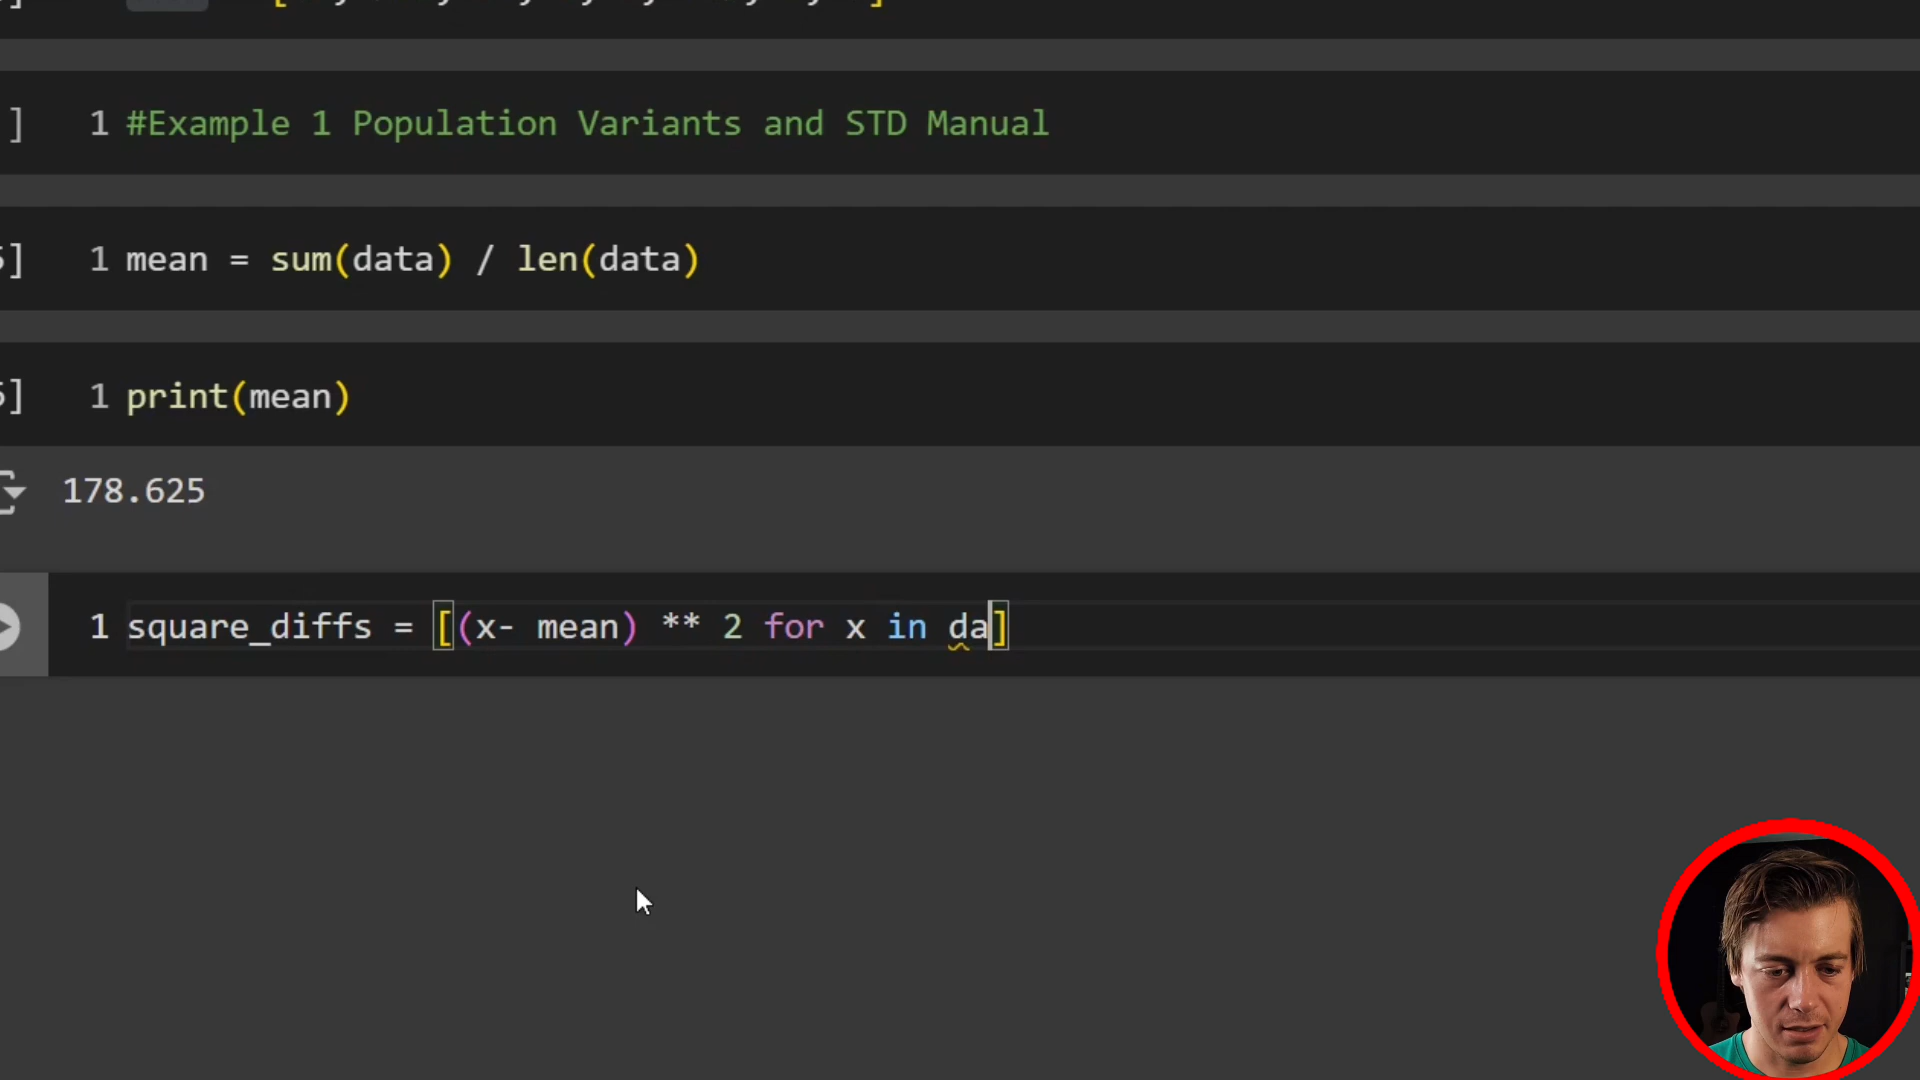 1 #Example 1 Population Variants and STD Manual
1 mean = sum(data) / len(data)
1 print(mean)
178.625
1 square_diffs = [(x- mean) ** 2 for x in da]